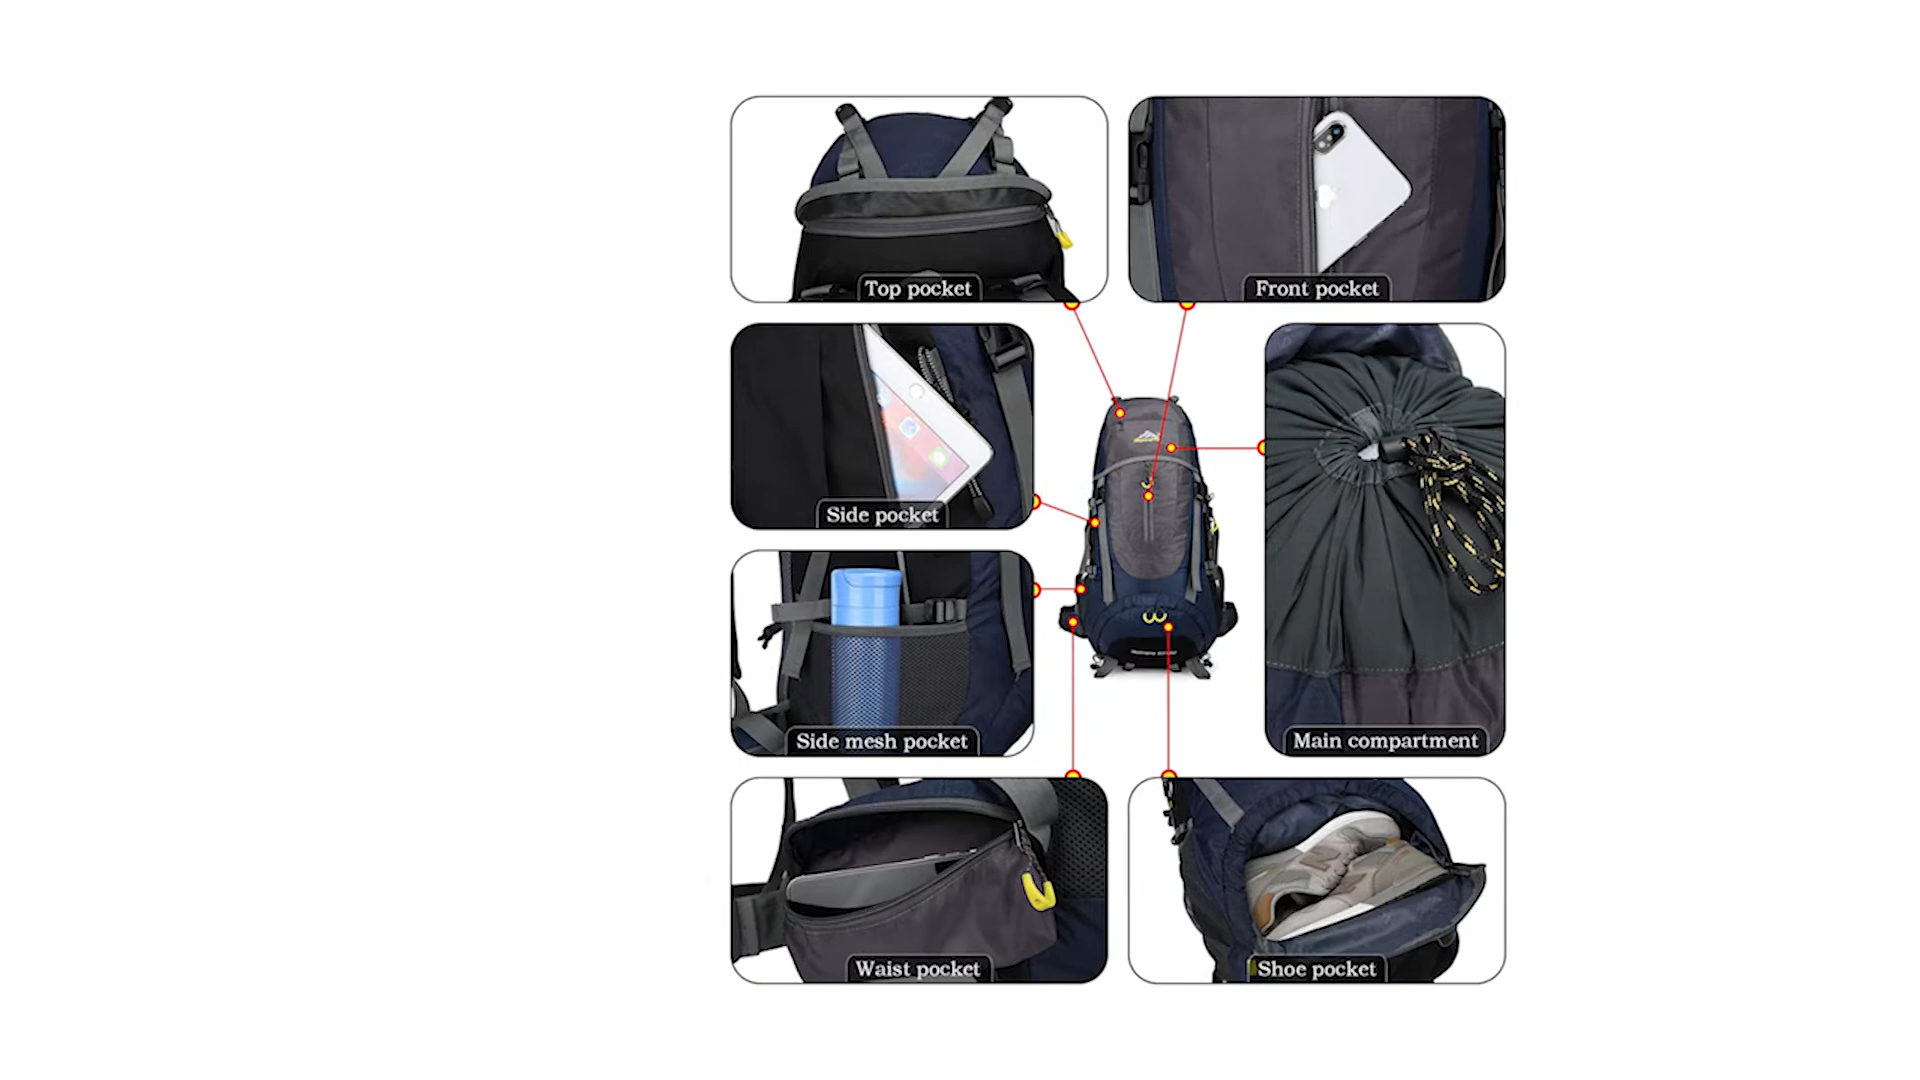 Top pocket
Front pocket
Side pocket
Side mesh pocket
Main compartment
Waist pocket
Shoe pocket